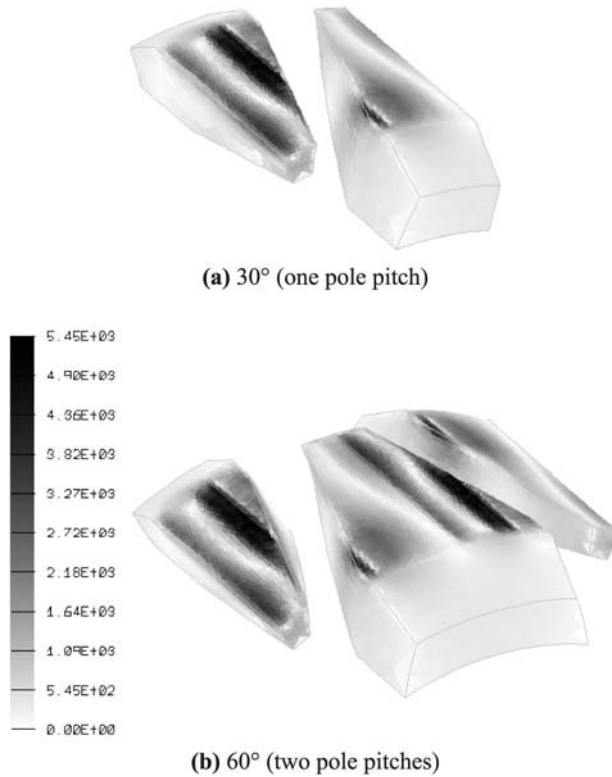 (a) 30° (one pole pitch)
5.45E+03
4.90E+03
4.36E+03
3.82E+03
3.27E+03
2.72E+03
2.18E+03
1.64E+03
1.09E+03
5.45E+02
0.00E+00
(b) 60° (two pole pitches)